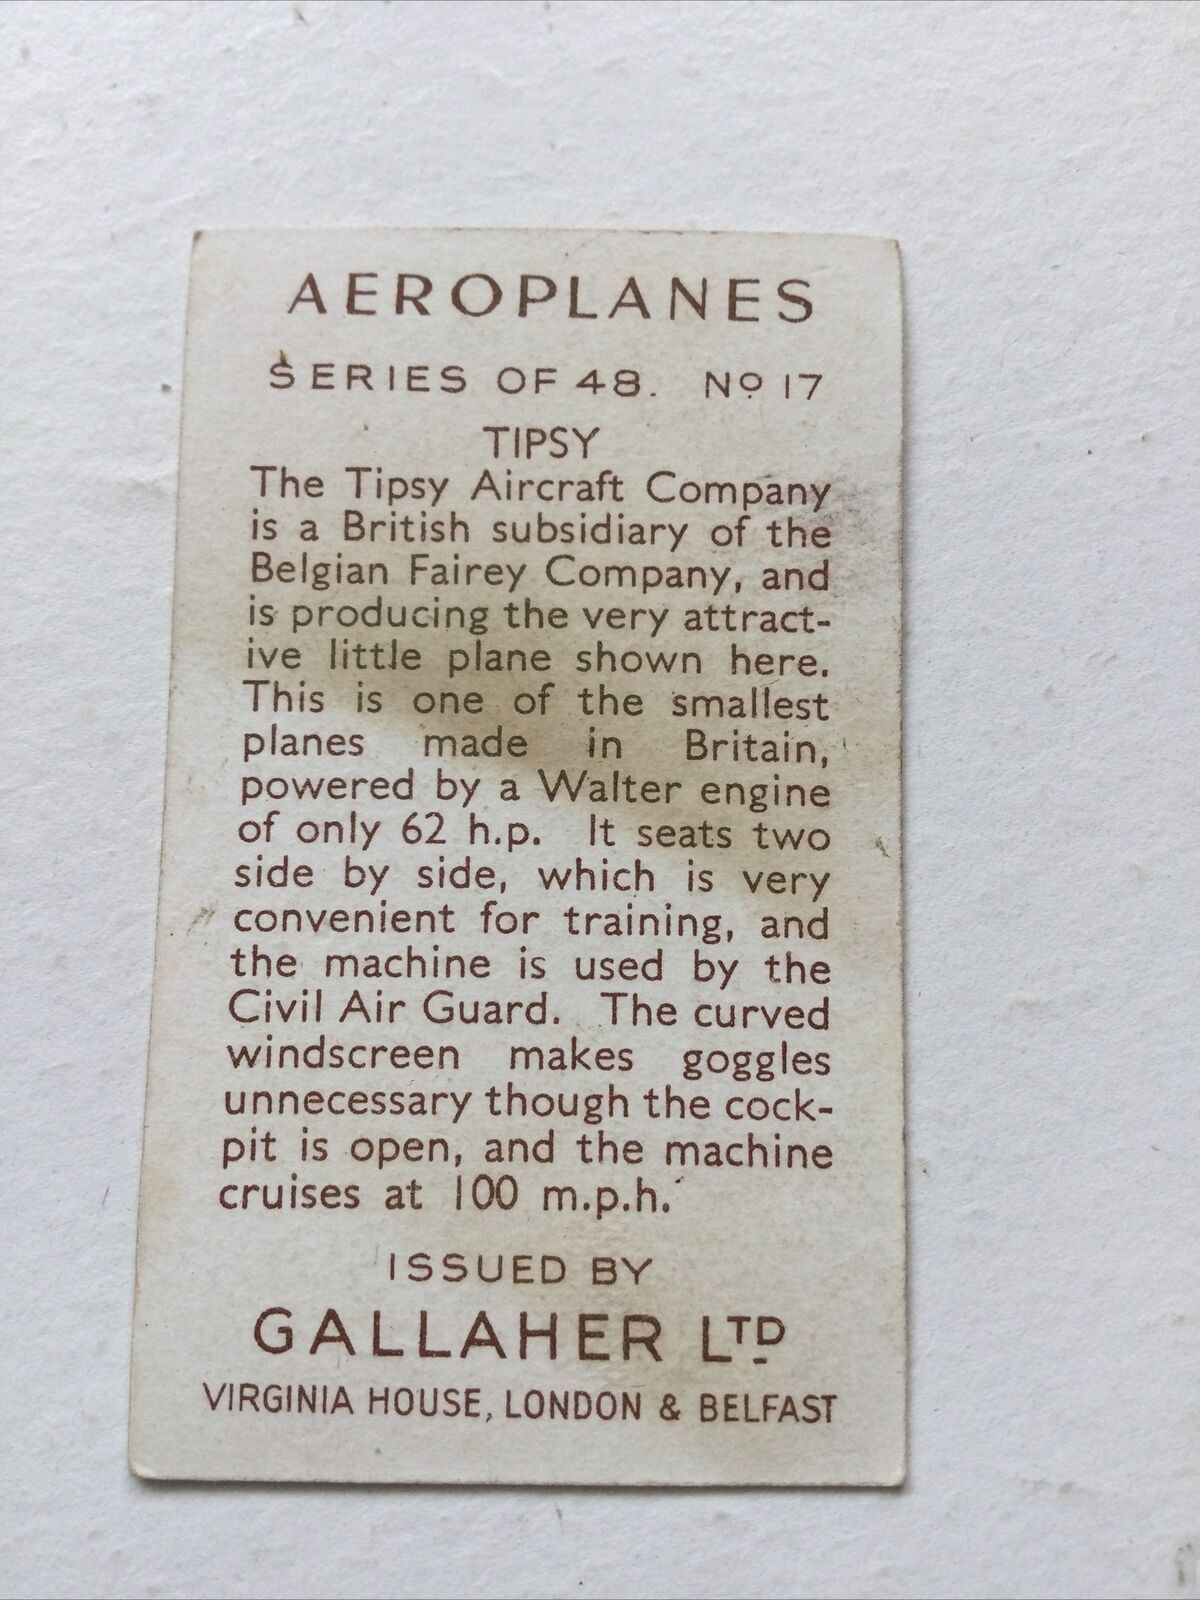 AEROPLANES
SERIES OF 48. No 17
TIPSY
The Tipsy Aircraft Company
is a British subsidiary of the
Belgian Fairey Company, and
is producing the very attract-
ive little plane shown here.
This is one of the smallest
planes made in Britain,
powered by a Walter engine
of only 62 h.p. It seats two
side by side, which is very
convenient for training, and
the machine is used by the
Civil Air Guard. The curved
windscreen makes goggles
unnecessary though the cock-
pit is open, and the machine
cruises at 100 m.p.h.
ISSUED BY
GALLAHER LTD
VIRGINIA HOUSE, LONDON & BELFAST